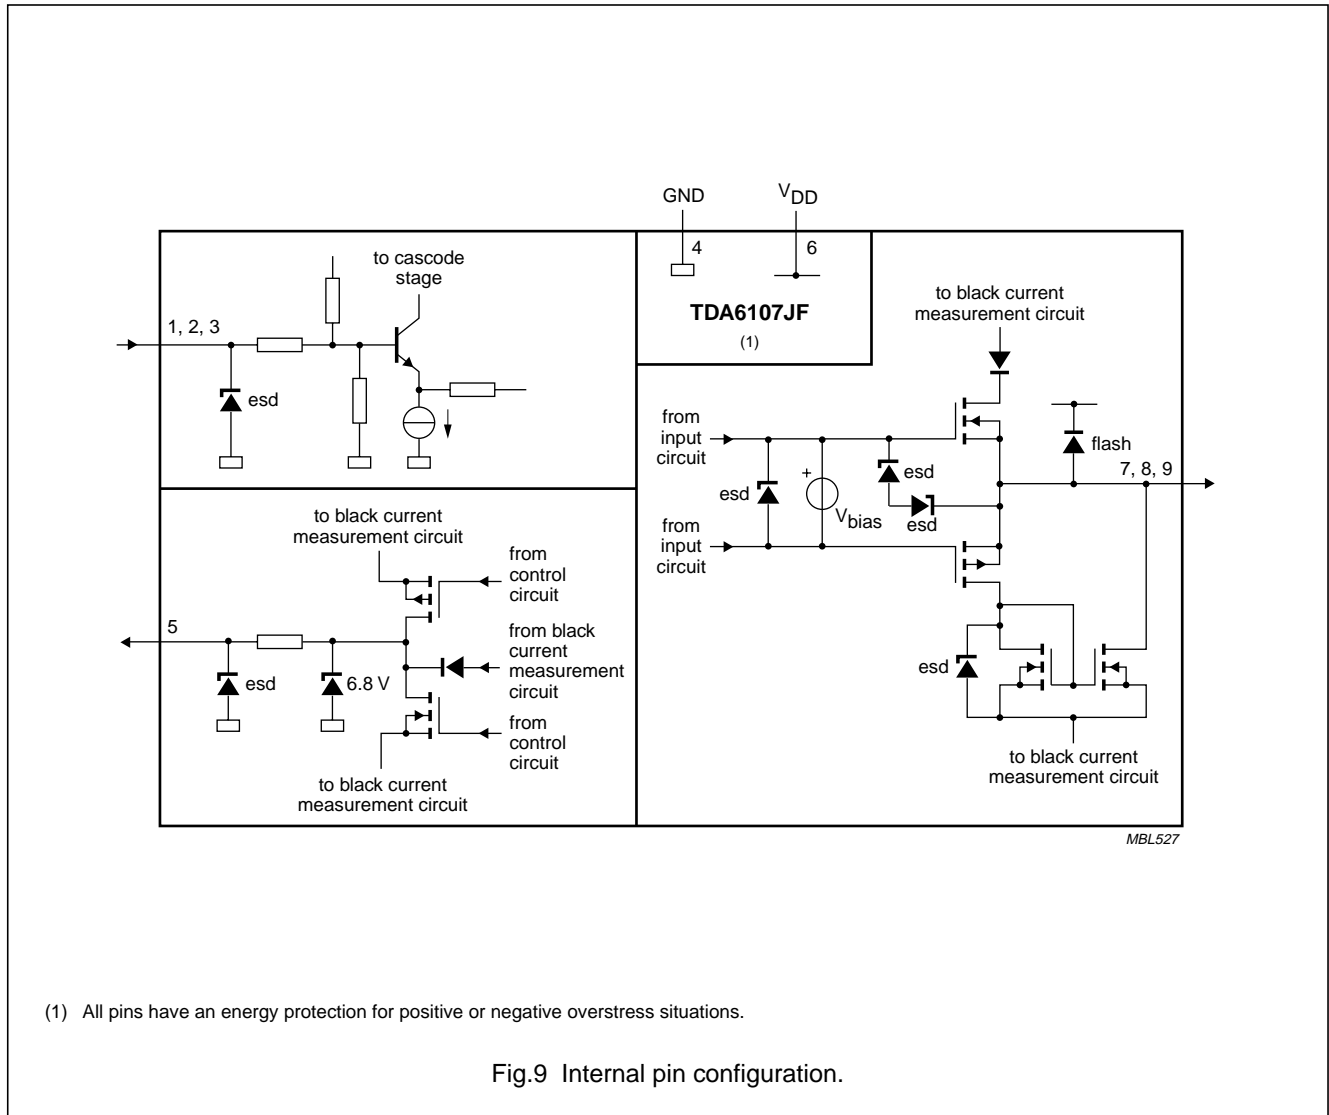 GND
VDD
4
6
TDA6107JF
(1)
to cascode
stage
1, 2, 3
esd
to black current
measurement circuit
from
input
circuit
esd
+
Vbias
esd
esd
flash
7, 8, 9
from
input
circuit
esd
to black current
measurement circuit
to black current
measurement circuit
from
control
circuit
5
from black
current
measurement
circuit
esd
6.8 V
from
control
circuit
to black current
measurement circuit
MBL527
(1) All pins have an energy protection for positive or negative overstress situations.
Fig.9 Internal pin configuration.